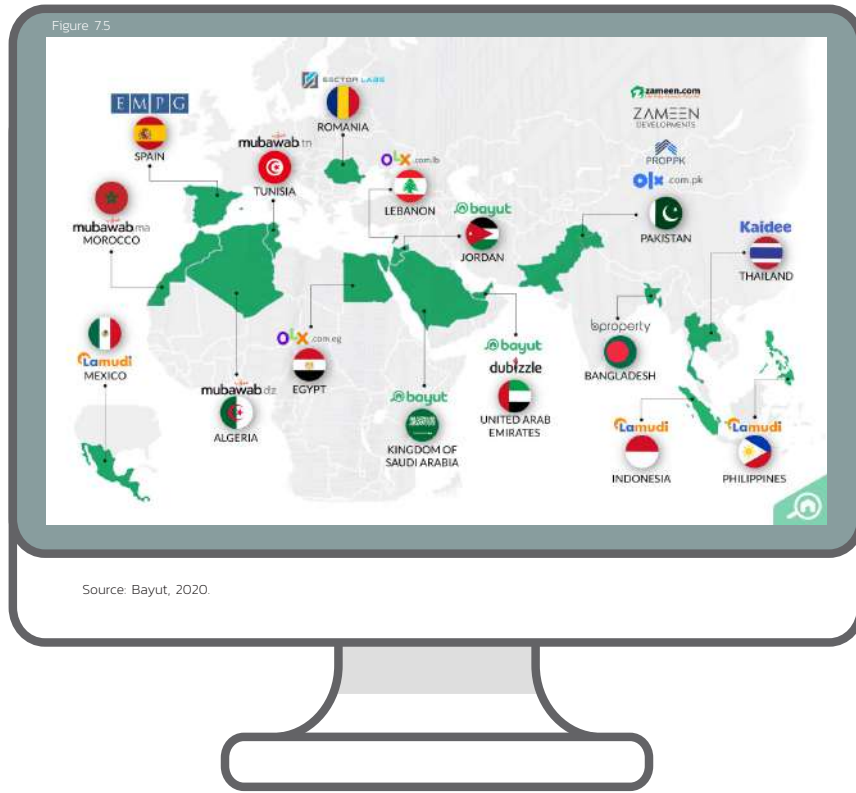 Figure 7.5
EMPG
SPAIN
SECTOR LABS
ROMANIA
mubawab.tn
TUNISIA
OLX.com.lb
LEBANON
bayut
JORDAN
zameen.com
ZAMEEN
DEVELOPMENTS
PROP.PK
OLX.com.pk
PAKISTAN
Kaidee
THAILAND
mubawab.ma
MOROCCO
Lamudi
MEXICO
mubawab.dz
ALGERIA
OLX.com.eg
EGYPT
bayut
KINGDOM OF
SAUDI ARABIA
bayut
dubizzle
UNITED ARAB
EMIRATES
bproperty
BANGLADESH
Lamudi
INDONESIA
Lamudi
PHILIPPINES
Source: Bayut, 2020.